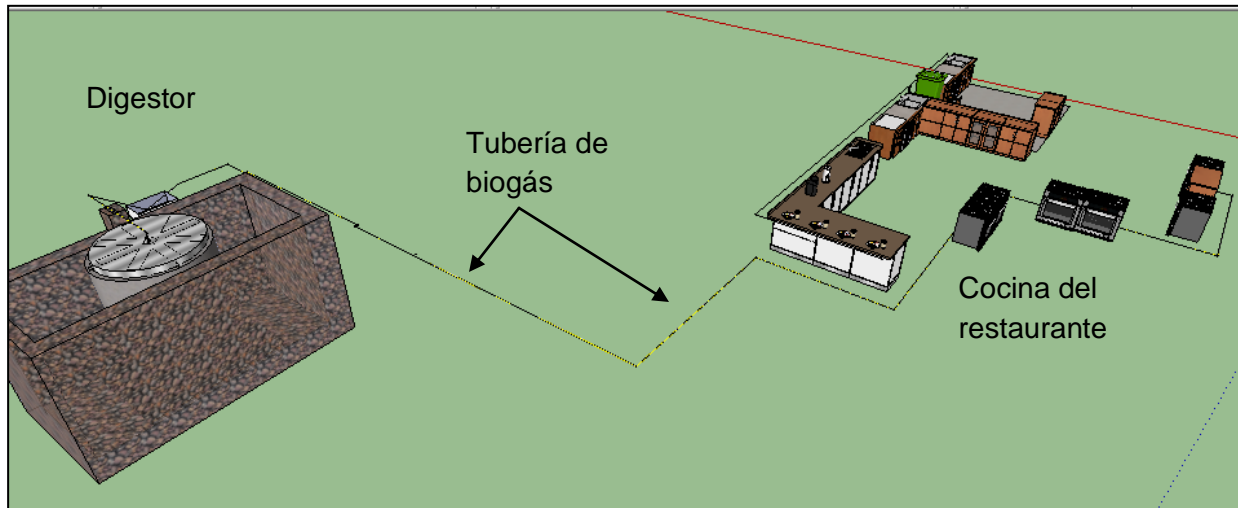 Digestor
Tubería de
biogás
Cocina del
restaurante